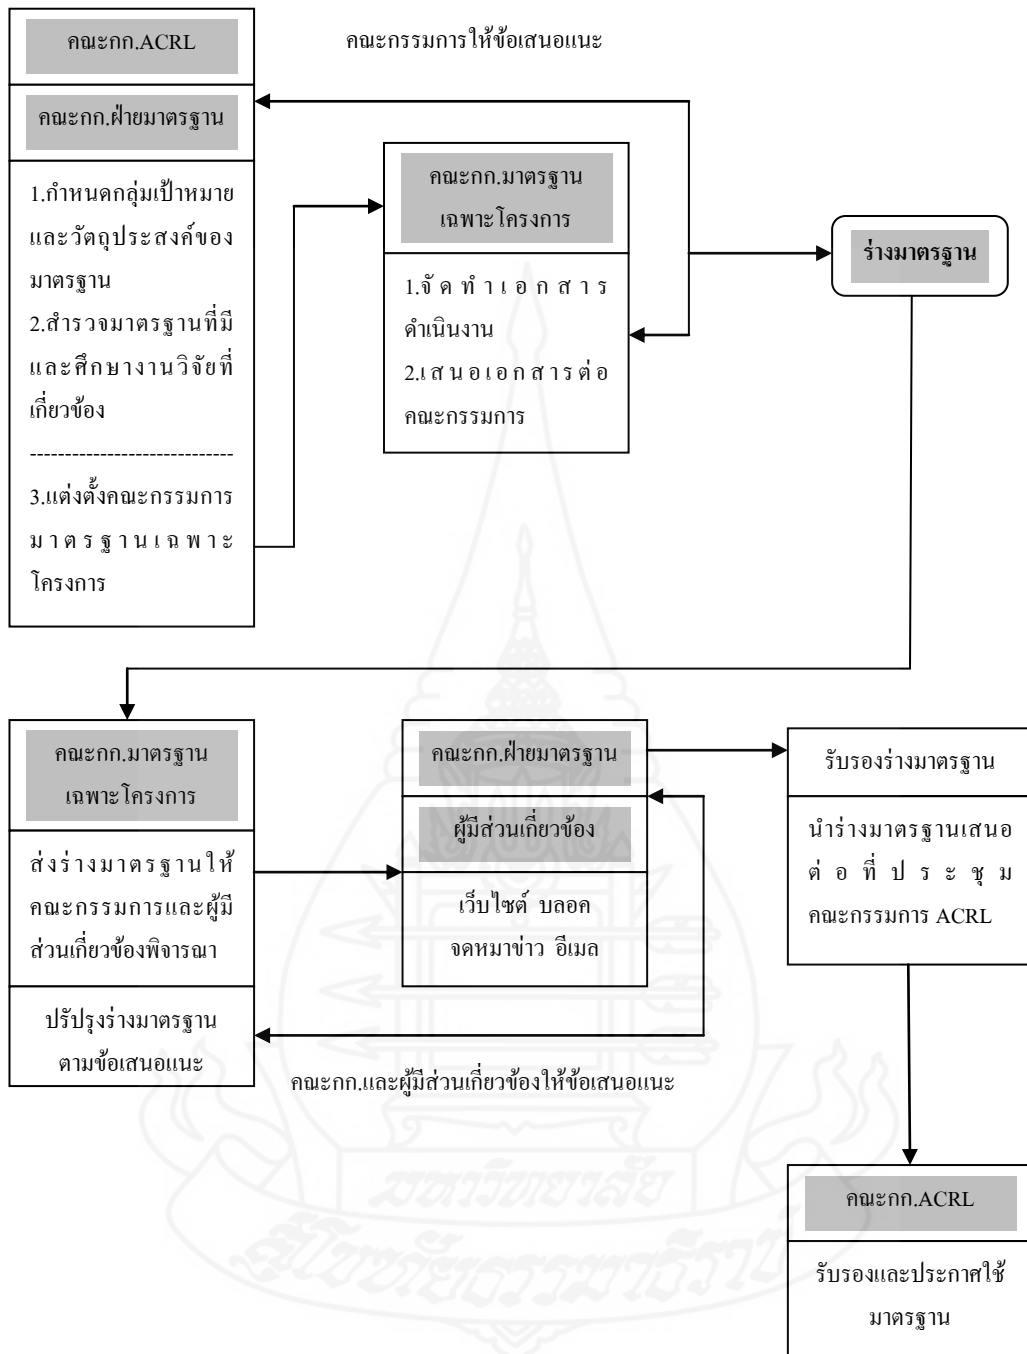 คณะกก.ACRL
คณะกรรมการให้ข้อเสนอแนะ
คณะกก.ฝ่ายมาตรฐาน
1.กำหนดกลุ่มเป้าหมาย
และวัตถุประสงค์ของ
มาตรฐาน
2.สำรวจมาตรฐานที่มี
และศึกษางานวิจัยที่
เกี่ยวข้อง
-----------------------------
3.แต่งตั้งคณะกรรมการ
มาตรฐานเฉพาะ
โครงการ
คณะกก.มาตรฐาน
เฉพาะโครงการ
1.จัดทำเอกสาร
ดำเนินงาน
2.เสนอเอกสารต่อ
คณะกรรมการ
ร่างมาตรฐาน
คณะกก.มาตรฐาน
เฉพาะโครงการ
ส่งร่างมาตรฐานให้
คณะกรรมการและผู้มี
ส่วนเกี่ยวข้องพิจารณา
ปรัปรุงร่างมาตรฐาน
ตามข้อเสนอแนะ
คณะกก.ฝ่ายมาตรฐาน
ผู้มีส่วนเกี่ยวข้อง
เว็บไซต์ บลอค
จดหมาข่าว อีเมล
คณะกก.และผู้มีส่วนเกี่ยวข้องให้ข้อเสนอแนะ
รับรองร่างมาตรฐาน
นำร่างมาตรฐานเสนอ
ต่อที่ประชุม
คณะกรรมการ ACRL
คณะกก.ACRL
รับรองและประกาศใช้
มาตรฐาน
มหาวิทยาลัย
สุโขทัยธรรมาธิราช